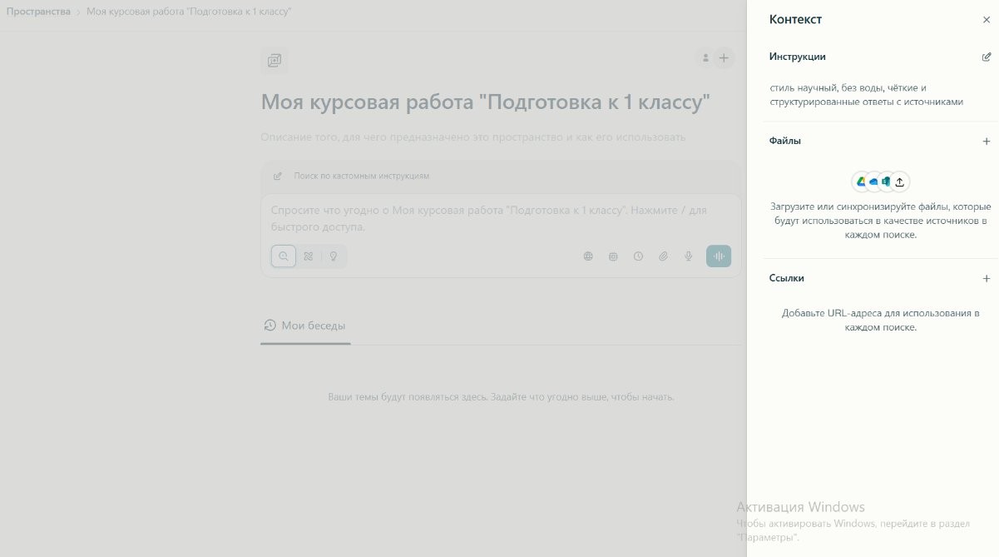 Пространства › Моя курсовая работа "Подготовка к 1 классу"
Моя курсовая работа "Подготовка к 1 классу"
Описание того, для чего предназначено это пространство и как его использовать
Поиск по кастомным инструкциям
Спросите что угодно о Моя курсовая работа "Подготовка к 1 классу". Нажмите / для
быстрого доступа.
Мои беседы
Ваши темы будут появляться здесь. Задайте что угодно выше, чтобы начать.
Контекст
Инструкции
стиль научный, без воды, чёткие и
структурированные ответы с источниками
Файлы
Загрузите или синхронизируйте файлы, которые
будут использоваться в качестве источников в
каждом поиске.
Ссылки
Добавьте URL-адреса для использования в
каждом поиске.
Активация Windows
Чтобы активировать Windows, перейдите в раздел
"Параметры".